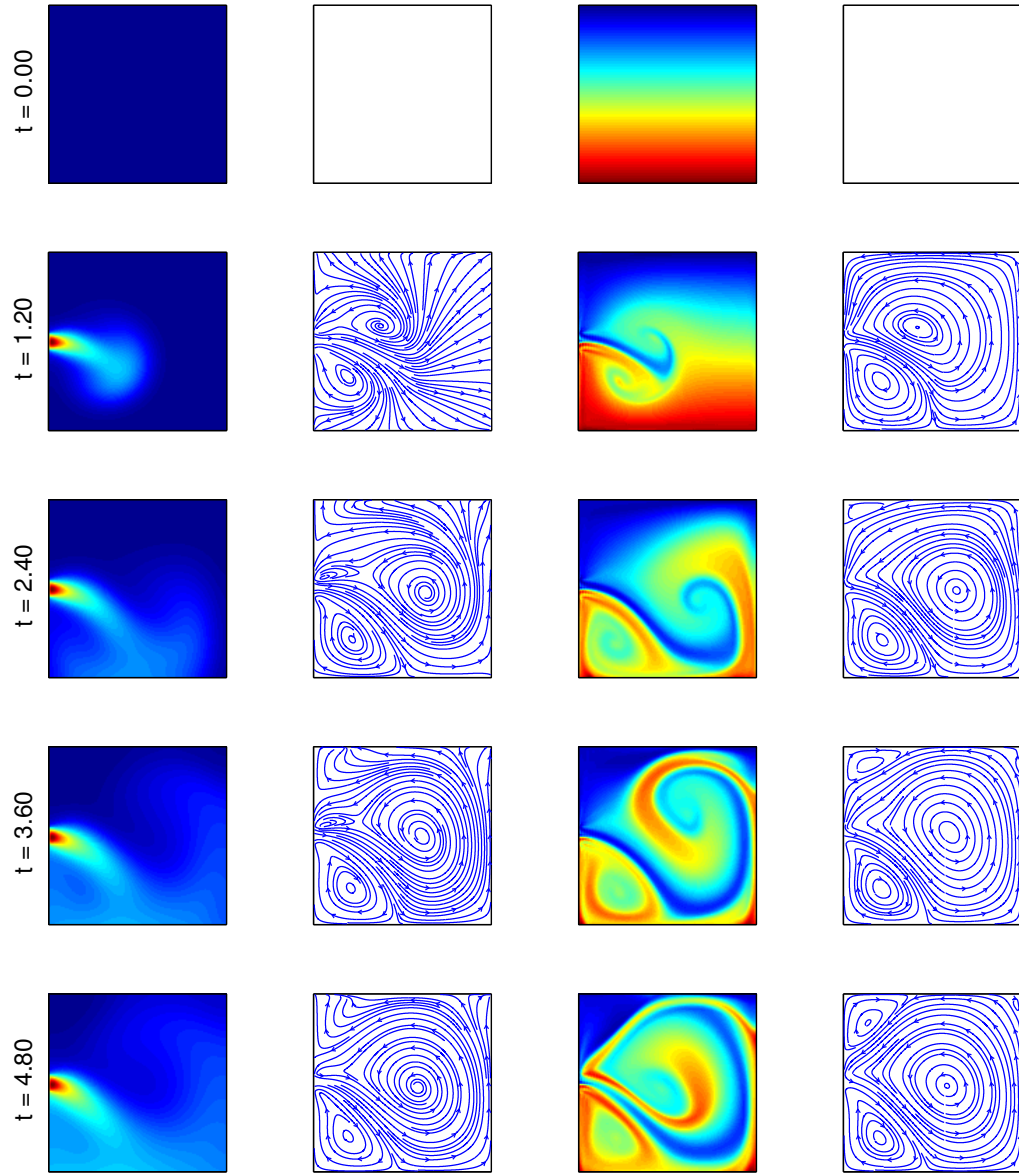 t = 0.00
t = 1.20
t = 2.40
t = 3.60
t = 4.80